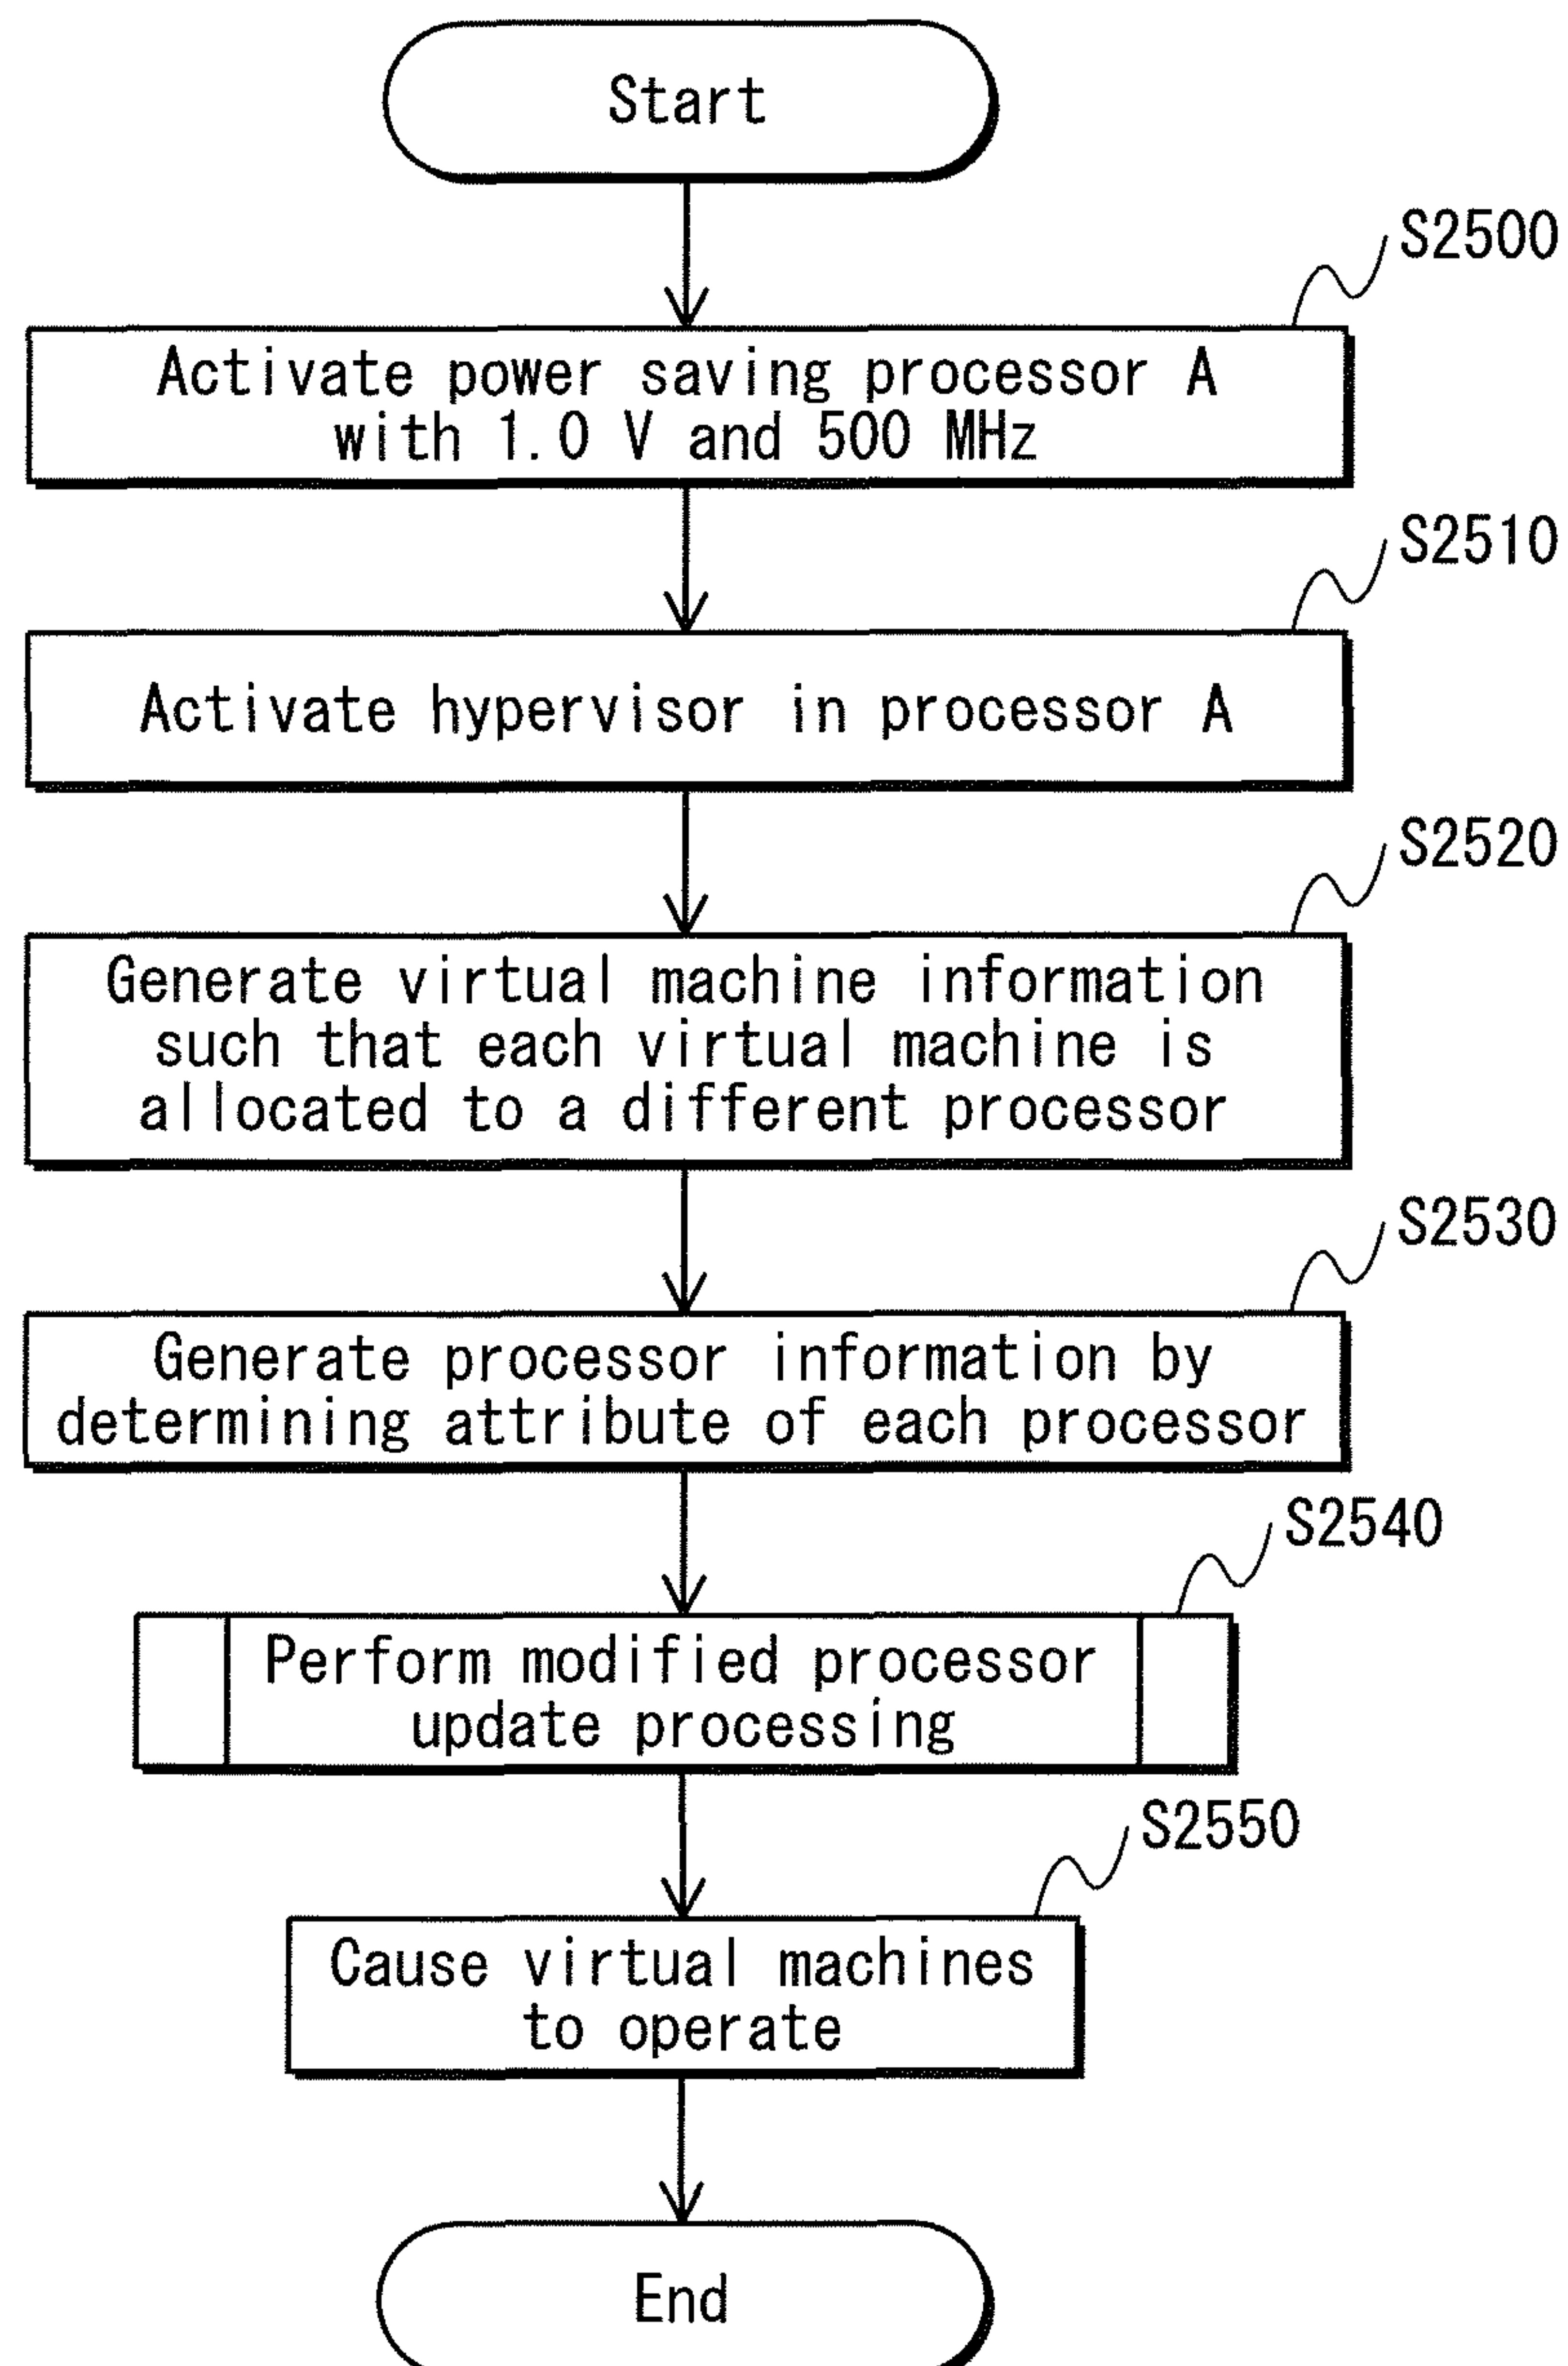 Start
S2500
Activate power saving processor A
with 1.0 V and 500 MHz
S2510
Activate hypervisor in processor A
S2520
Generate virtual machine information
such that each virtual machine is
allocated to a different processor
S2530
Generate processor information by
determining attribute of each processor
S2540
Perform modified processor
update processing
S2550
Cause virtual machines
to operate
End